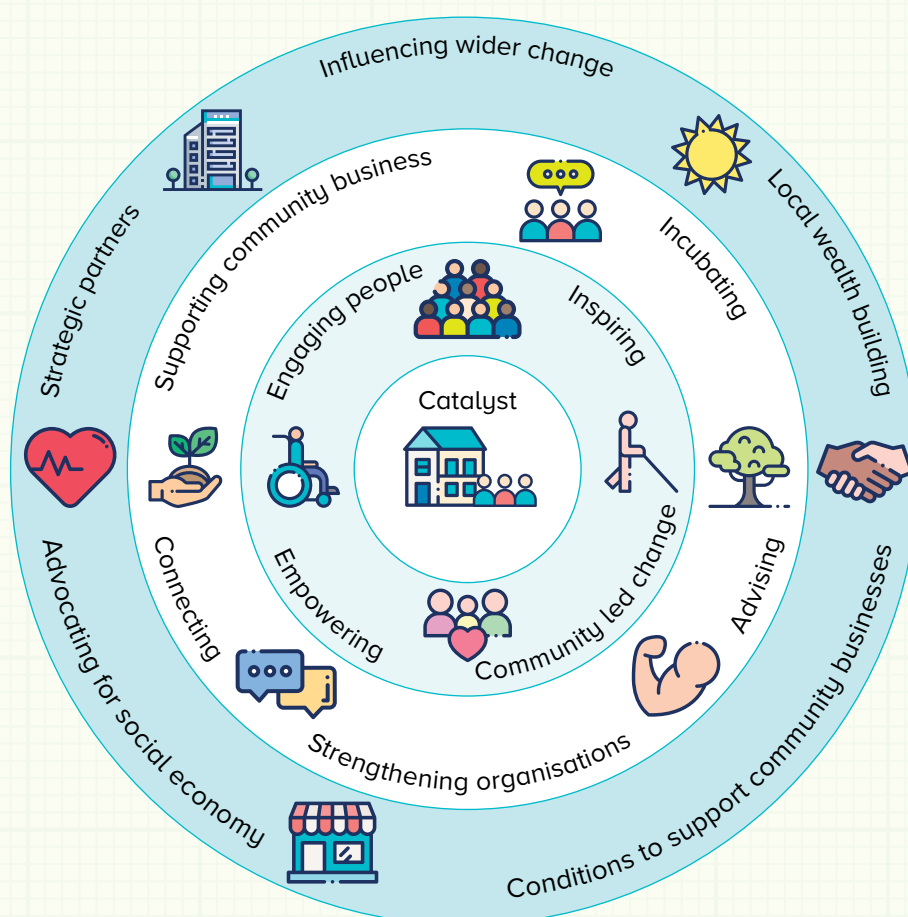 Influencing wider change
Strategic partners
Local wealth building
Advocating for social economy
Conditions to support community businesses
Supporting community business
Incubating
Connecting
Advising
Strengthening organisations
Engaging people
Inspiring
Empowering
Community led change
Catalyst